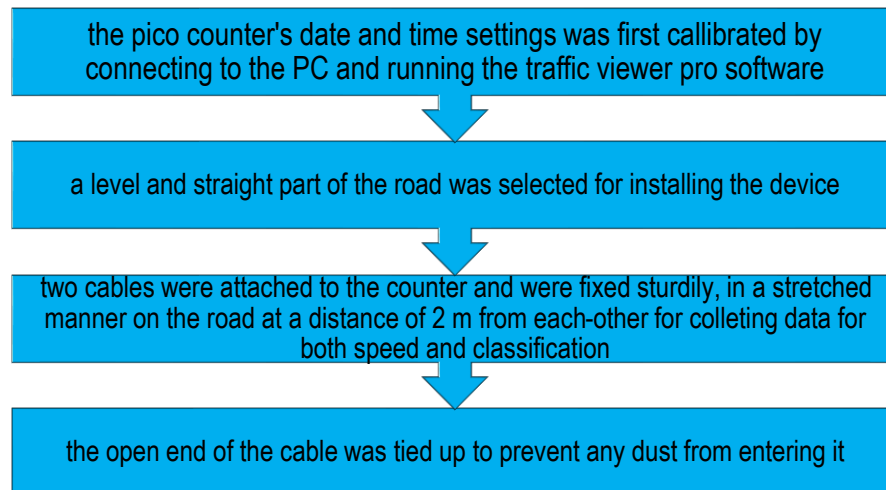 the pico counter's date and time settings was first callibrated by
connecting to the PC and running the traffic viewer pro software
a level and straight part of the road was selected for installing the device
two cables were attached to the counter and were fixed sturdily, in a stretched
manner on the road at a distance of 2 m from each-other for colleting data for
both speed and classification
the open end of the cable was tied up to prevent any dust from entering it